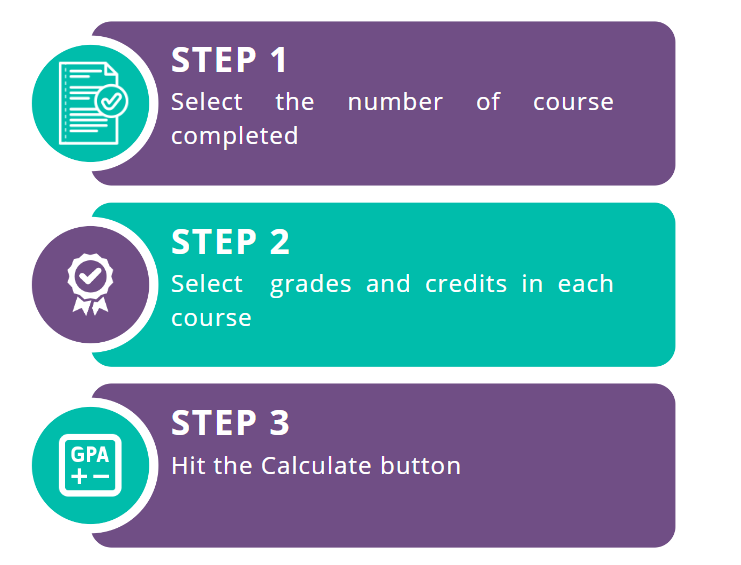 STEP 1
Select the number of course
completed
STEP 2
Select grades and credits in each
course
GPA
STEP 3
Hit the Calculate button